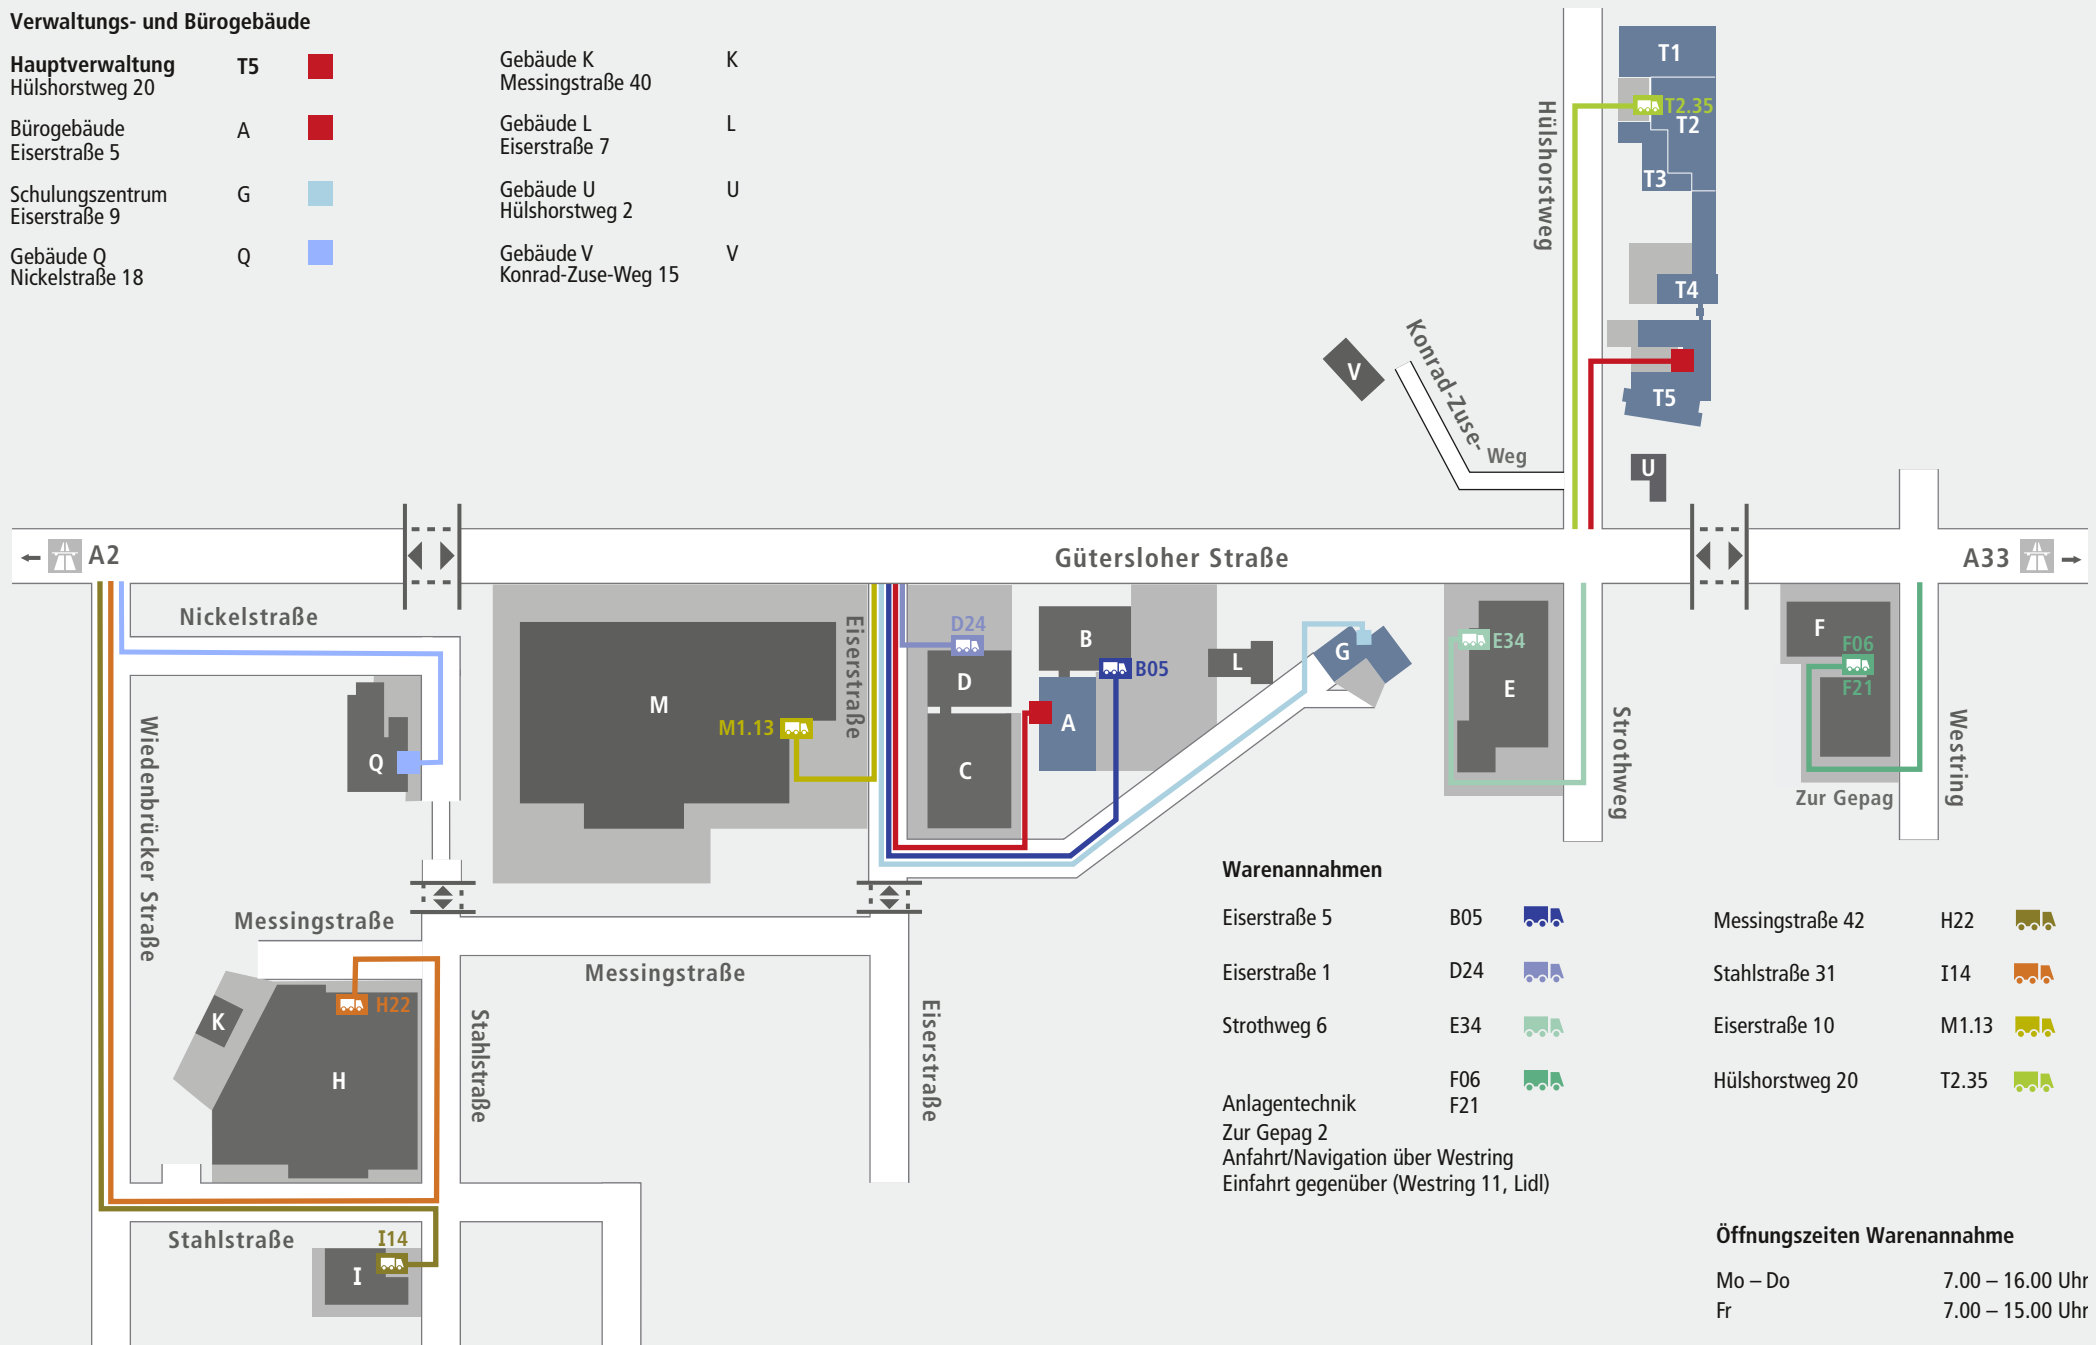 Verwaltungs- und Bürogebäude
Hauptverwaltung T5
Hülshorstweg 20
Bürogebäude A
Eiserstraße 5
Schulungszentrum G
Eiserstraße 9
Gebäude Q Q
Nickelstraße 18
Gebäude K K
Messingstraße 40
Gebäude L L
Eiserstraße 7
Gebäude U U
Hülshorstweg 2
Gebäude V V
Konrad-Zuse-Weg 15
T1
T2.35
T2
T3
Hülshorstweg
T4
T5
V
Konrad-Zuse-
Weg
U
A2
Gütersloher Straße
A33
Nickelstraße
Wiedenbrücker Straße
Q
M
M1.13
Eiserstraße
D24
D
C
B
B05
A
L
G
E34
E
Strothweg
F
F06
F21
Westring
Zur Gepag
Messingstraße
Messingstraße
K
H22
H
Stahlstraße
Eiserstraße
Stahlstraße
I14
I
Warenannahmen
Eiserstraße 5 B05
Eiserstraße 1 D24
Strothweg 6 E34
F06
Anlagentechnik F21
Zur Gepag 2
Anfahrt/Navigation über Westring
Einfahrt gegenüber (Westring 11, Lidl)
Messingstraße 42 H22
Stahlstraße 31 I14
Eiserstraße 10 M1.13
Hülshorstweg 20 T2.35
Öffnungszeiten Warenannahme
Mo – Do 7.00 – 16.00 Uhr
Fr 7.00 – 15.00 Uhr